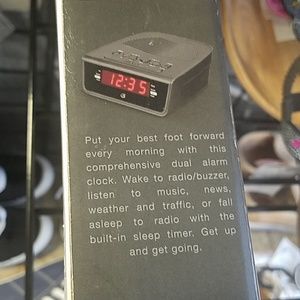 12:35
Put your best foot forward
every morning with this
comprehensive dual alarm
clock. Wake to radio/buzzer,
listen to music, news,
weather and traffic, or fall
asleep to radio with the
built-in sleep timer. Get up
and get going.